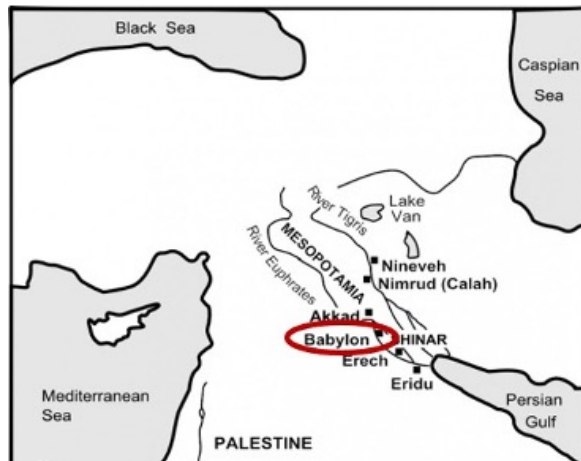 Black Sea
Caspian
Sea
River Tigris
Lake
Van
MESOPOTAMIA
River Euphrates
Nineveh
Nimrud (Calah)
Akkad
Babylon
HINAR
Erech
Eridu
Mediterranean
Sea
Persian
Gulf
PALESTINE